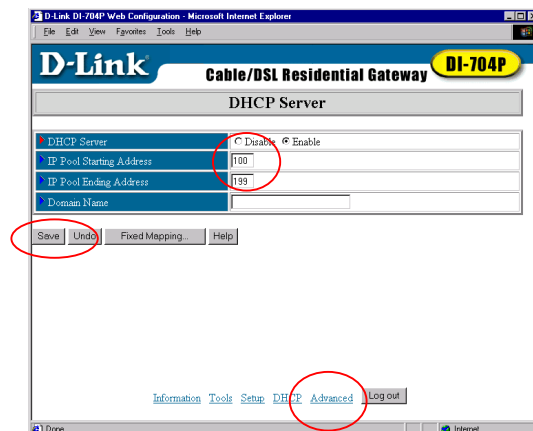 D-Link DI-704P Web Configuration - Microsoft Internet Explorer
File Edit View Favorites Tools Help
D-Link
Cable/DSL Residential Gateway DI-704P
DHCP Server
DHCP Server Disable Enable
IP Pool Starting Address 100
IP Pool Ending Address 199
Domain Name
Save Undo Fixed Mapping... Help
Information Tools Setup DHCP Advanced Log out
Done Internet